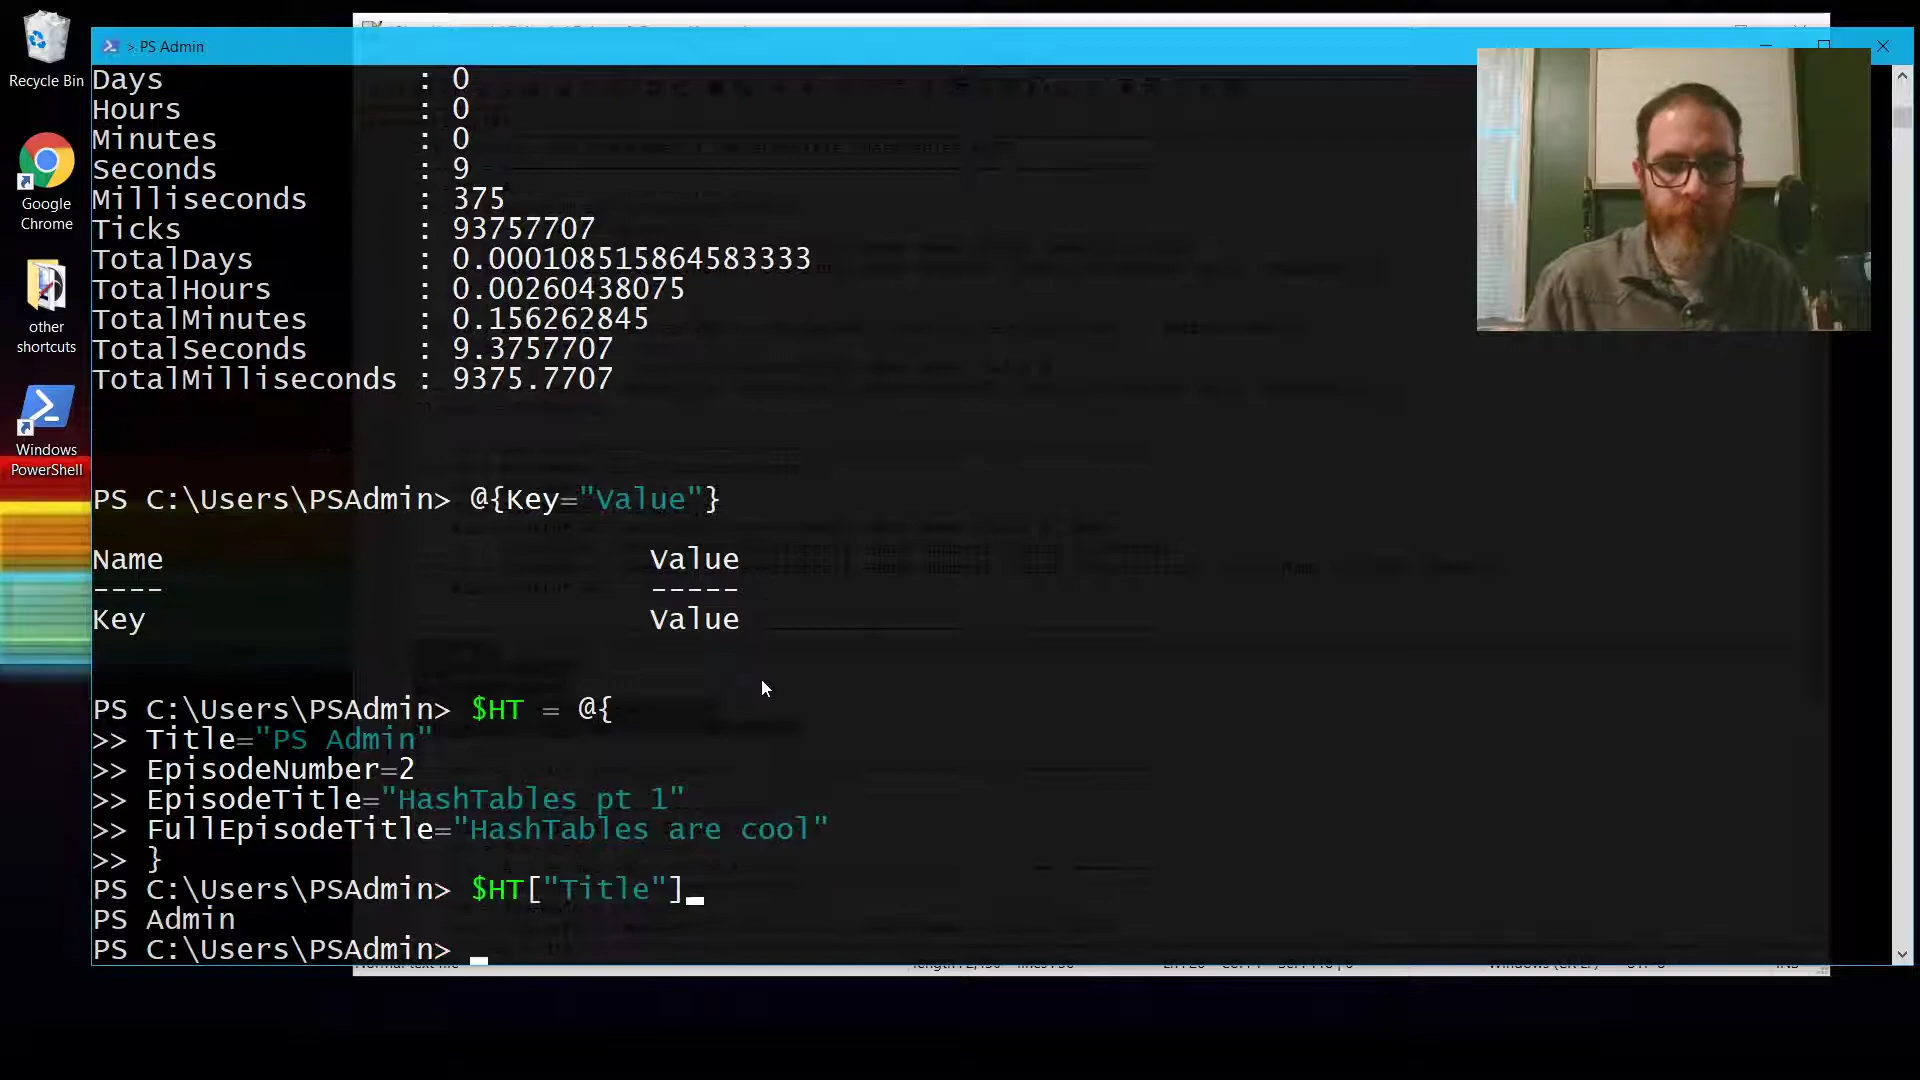 Recycle Bin
Google
Chrome
other
shortcuts
Windows
PowerShell
> PS Admin
Days : 0
Hours : 0
Minutes : 0
Seconds : 9
Milliseconds : 375
Ticks : 93757707
TotalDays : 0.000108515864583333
TotalHours : 0.00260438075
TotalMinutes : 0.156262845
TotalSeconds : 9.3757707
TotalMilliseconds : 9375.7707
PS C:\Users\PSAdmin> @{Key="Value"}
Name Value
---- -----
Key Value
PS C:\Users\PSAdmin> $HT = @{
>> Title="PS Admin"
>> EpisodeNumber=2
>> EpisodeTitle="HashTables pt 1"
>> FullEpisodeTitle="HashTables are cool"
>> }
PS C:\Users\PSAdmin> $HT["Title"]
PS Admin
PS C:\Users\PSAdmin>